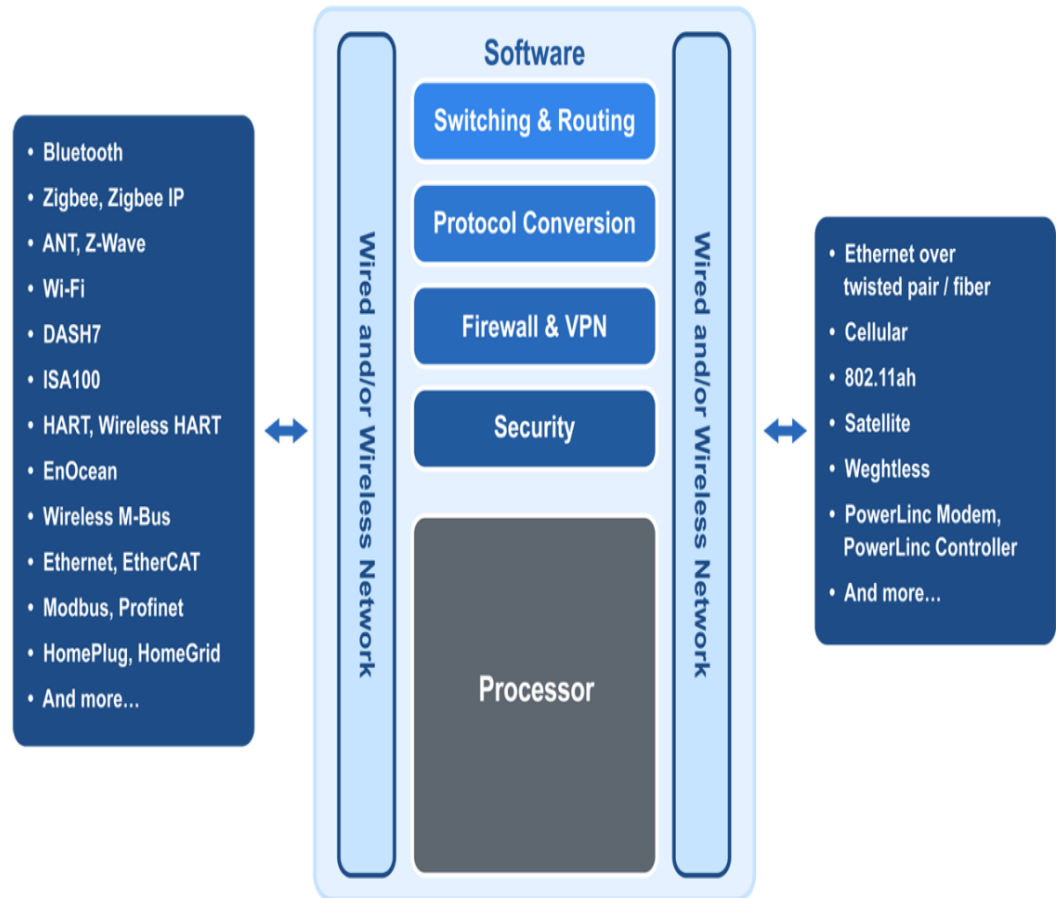 • Bluetooth
• Zigbee, Zigbee IP
• ANT, Z-Wave
• Wi-Fi
• DASH7
• ISA100
• HART, Wireless HART
• EnOcean
• Wireless M-Bus
• Ethernet, EtherCAT
• Modbus, Profinet
• HomePlug, HomeGrid
• And more…
Wired and/or Wireless Network
Software
Switching & Routing
Protocol Conversion
Firewall & VPN
Security
Processor
Wired and/or Wireless Network
• Ethernet over
twisted pair / fiber
• Cellular
• 802.11ah
• Satellite
• Weghtless
• PowerLinc Modem,
PowerLinc Controller
• And more…